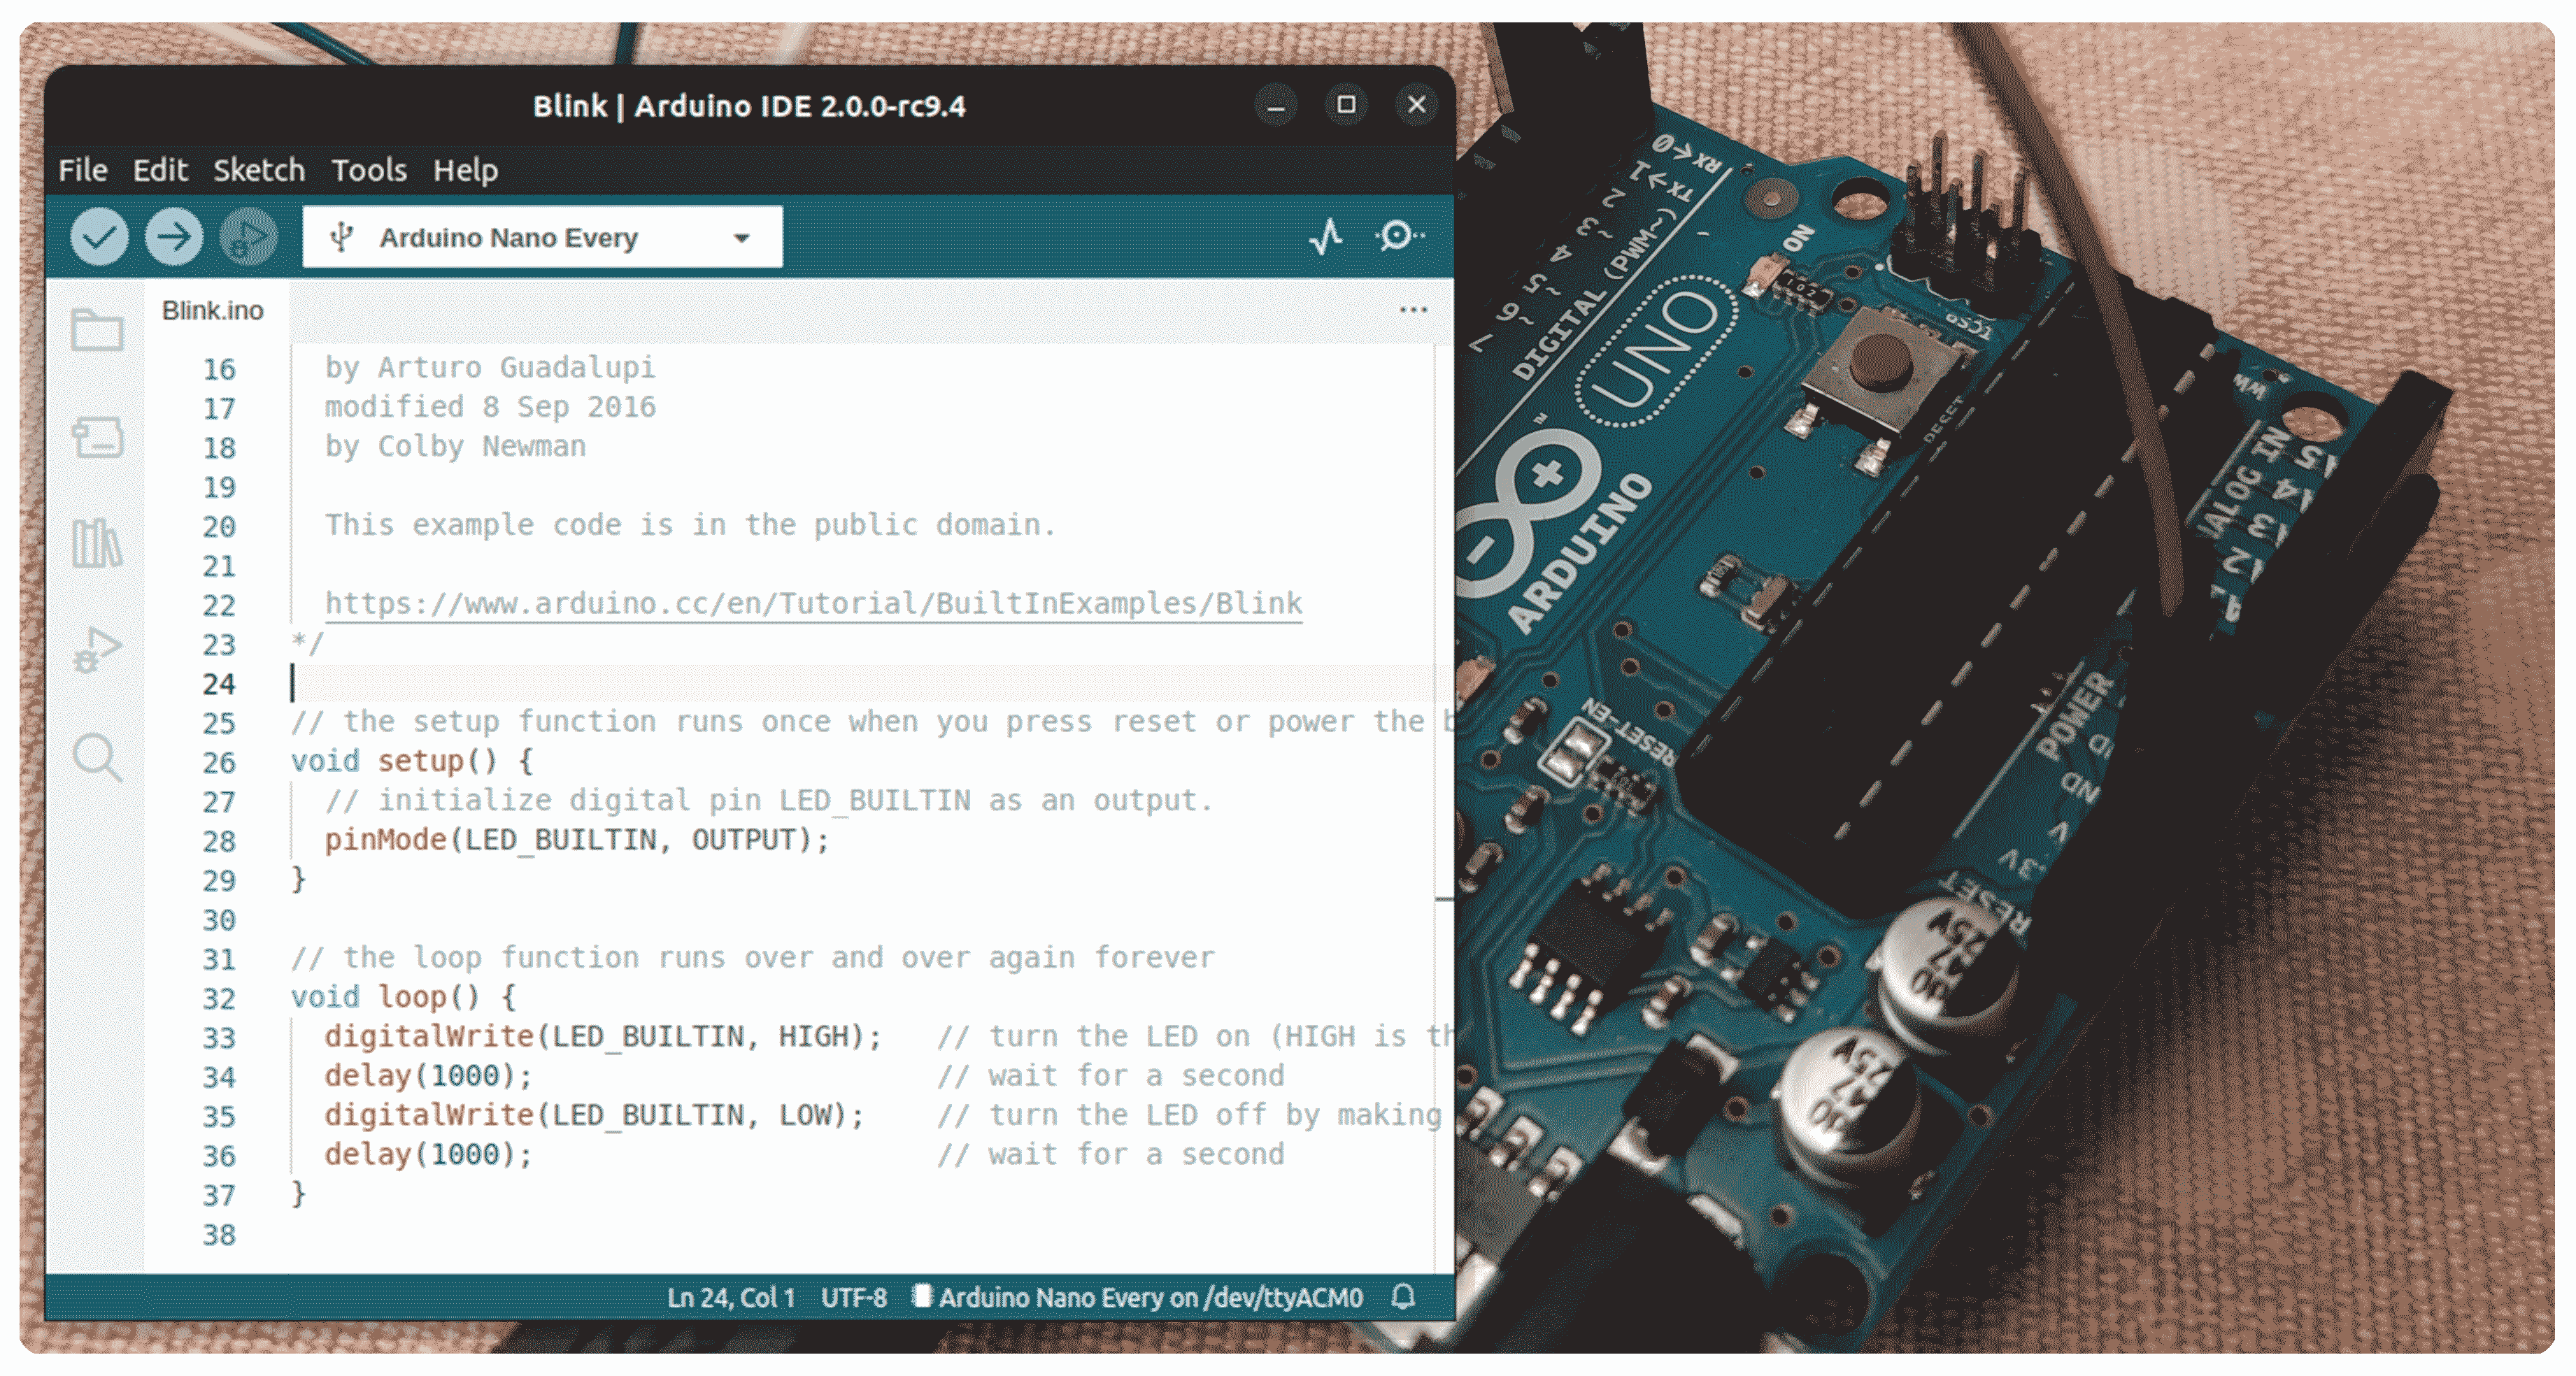 Blink | Arduino IDE 2.0.0-rc9.4
File Edit Sketch Tools Help
Arduino Nano Every
Blink.ino
16 by Arturo Guadalupi
17 modified 8 Sep 2016
18 by Colby Newman
19
20 This example code is in the public domain.
21
22 https://www.arduino.cc/en/Tutorial/BuiltInExamples/Blink
23 */
24
25 // the setup function runs once when you press reset or power the b
26 void setup() {
27 // initialize digital pin LED_BUILTIN as an output.
28 pinMode(LED_BUILTIN, OUTPUT);
29 }
30
31 // the loop function runs over and over again forever
32 void loop() {
33 digitalWrite(LED_BUILTIN, HIGH); // turn the LED on (HIGH is th
34 delay(1000); // wait for a second
35 digitalWrite(LED_BUILTIN, LOW); // turn the LED off by making
36 delay(1000); // wait for a second
37 }
38
Ln 24, Col 1 UTF-8 Arduino Nano Every on /dev/ttyACM0
RX→0
TX→1
2
~3
4
~5
~6
7
DIGITAL (PWM~)
ON
102
UNO
ICSP
RESET
™
ARDUINO
RESET-EN
ALOG IN
POWER
RESET
47
25V
47
25V